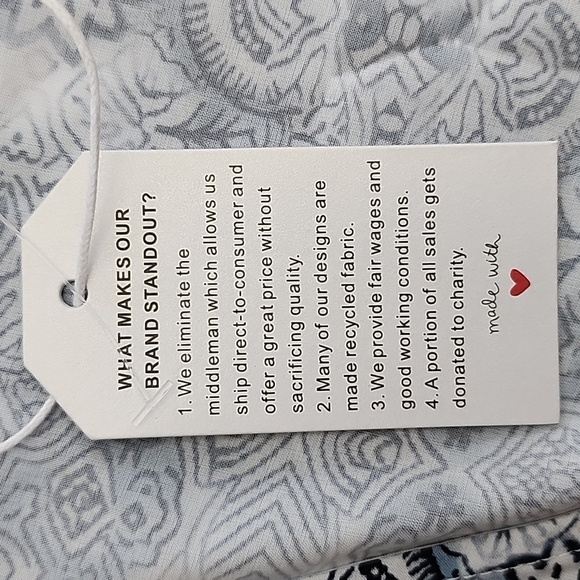 WHAT MAKES OUR
BRAND STANDOUT?
1. We eliminate the
middleman which allows us
ship direct-to-consumer and
offer a great price without
sacrificing quality.
2. Many of our designs are
made recycled fabric.
3. We provide fair wages and
good working conditions.
4. A portion of all sales gets
donated to charity.
made with